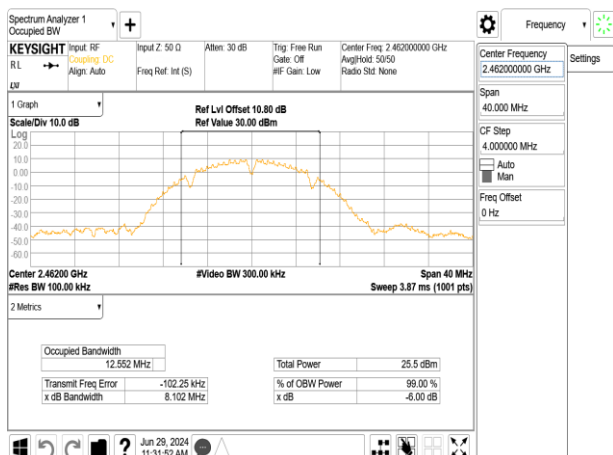 Spectrum Analyzer 1
Occupied BW
+
Frequency
KEYSIGHT
RL
Input: RF
Coupling: DC
Align: Auto
Input Z: 50 Ω
Freq Ref: Int (S)
Atten: 30 dB
Trig: Free Run
Gate: Off
#IF Gain: Low
Center Freq: 2.462000000 GHz
Avg|Hold: 50/50
Radio Std: None
Center Frequency
2.462000000 GHz
Settings
Span
40.000 MHz
CF Step
4.000000 MHz
Auto
Man
Freq Offset
0 Hz
1 Graph
Scale/Div 10.0 dB
Ref Lvl Offset 10.80 dB
Ref Value 30.00 dBm
Log
20.0
10.0
0.00
-10.0
-20.0
-30.0
-40.0
-50.0
-60.0
Center 2.46200 GHz
#Video BW 300.00 kHz
Span 40 MHz
#Res BW 100.00 kHz
Sweep 3.87 ms (1001 pts)
2 Metrics
Occupied Bandwidth
12.552 MHz
Transmit Freq Error -102.25 kHz
x dB Bandwidth 8.102 MHz
Total Power 25.5 dBm
% of OBW Power 99.00 %
x dB -6.00 dB
?
Jun 29, 2024
11:31:52 AM